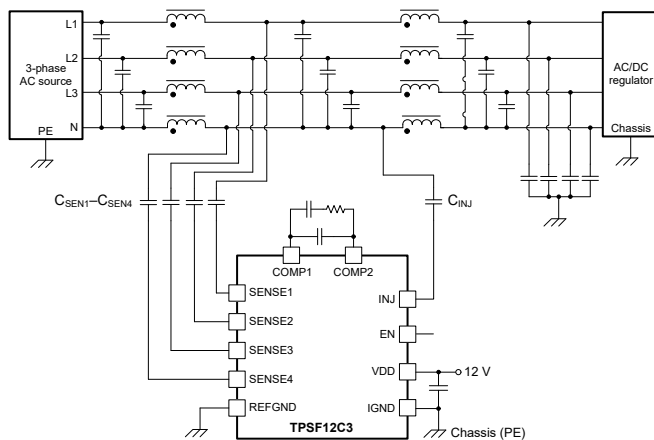 L1
3-phase
AC source
L2
L3
PE
N
AC/DC
regulator
Chassis
CSEN1–CSEN4
CINJ
COMP1
COMP2
SENSE1
INJ
SENSE2
EN
SENSE3
VDD
12 V
SENSE4
REFGND
IGND
TPSF12C3
Chassis (PE)